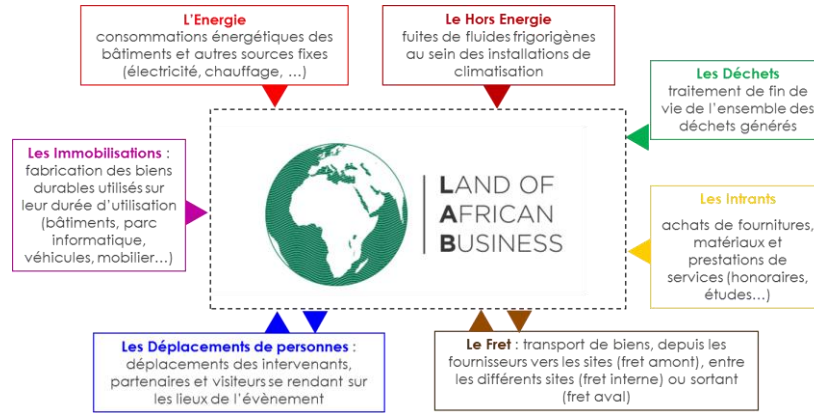 L'Energie
consommations énergétiques des
bâtiments et autres sources fixes
(électricité, chauffage, …)
Le Hors Energie
fuites de fluides frigorigènes
au sein des installations de
climatisation
Les Déchets
traitement de fin de
vie de l'ensemble des
déchets générés
Les Immobilisations :
fabrication des biens
durables utilisés sur
leur durée d'utilisation
(bâtiments, parc
informatique,
véhicules, mobilier…)
LAND OF
AFRICAN
BUSINESS
Les Intrants
achats de fournitures,
matériaux et
prestations de
services (honoraires,
études…)
Les Déplacements de personnes :
déplacements des intervenants,
partenaires et visiteurs se rendant sur
les lieux de l'évènement
Le Fret : transport de biens, depuis les
fournisseurs vers les sites (fret amont), entre
les différents sites (fret interne) ou sortant
(fret aval)